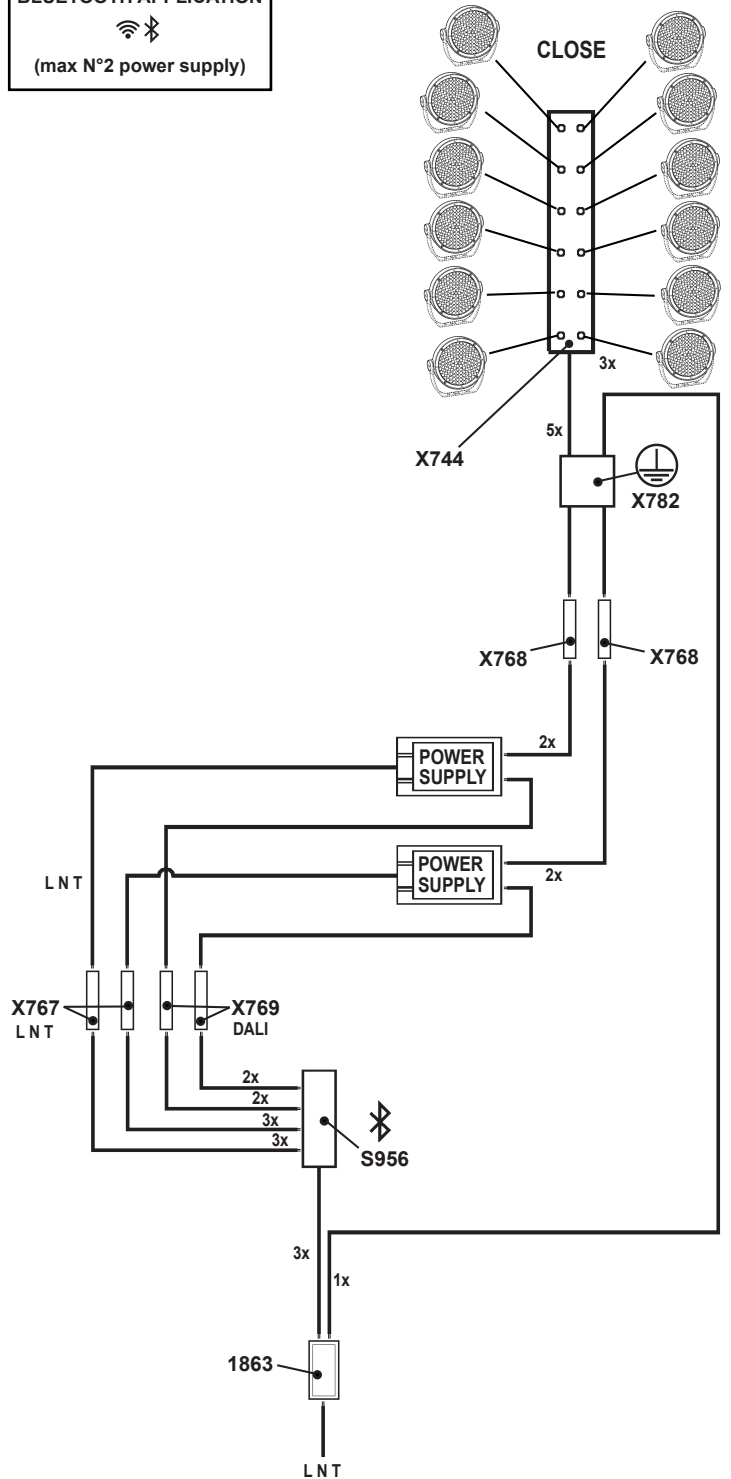 BLUETOOTH APPLICATION
(max N°2 power supply)
CLOSE
3x
X744
5x
X782
X768
X768
POWER
SUPPLY
2x
POWER
SUPPLY
2x
L N T
X767
L N T
X769
DALI
2x
2x
3x
3x
S956
3x
1x
1863
L N T